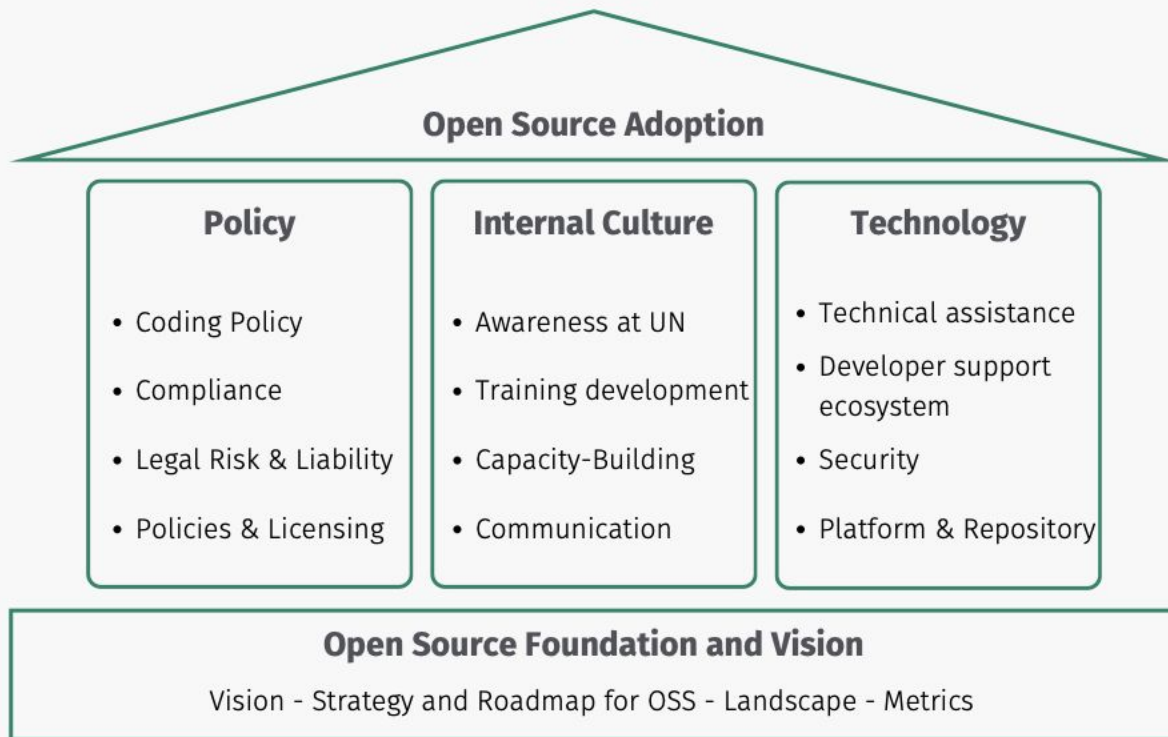 Open Source Adoption
Policy
• Coding Policy
• Compliance
• Legal Risk & Liability
• Policies & Licensing
Internal Culture
• Awareness at UN
• Training development
• Capacity-Building
• Communication
Technology
• Technical assistance
• Developer support
ecosystem
• Security
• Platform & Repository
Open Source Foundation and Vision
Vision - Strategy and Roadmap for OSS - Landscape - Metrics